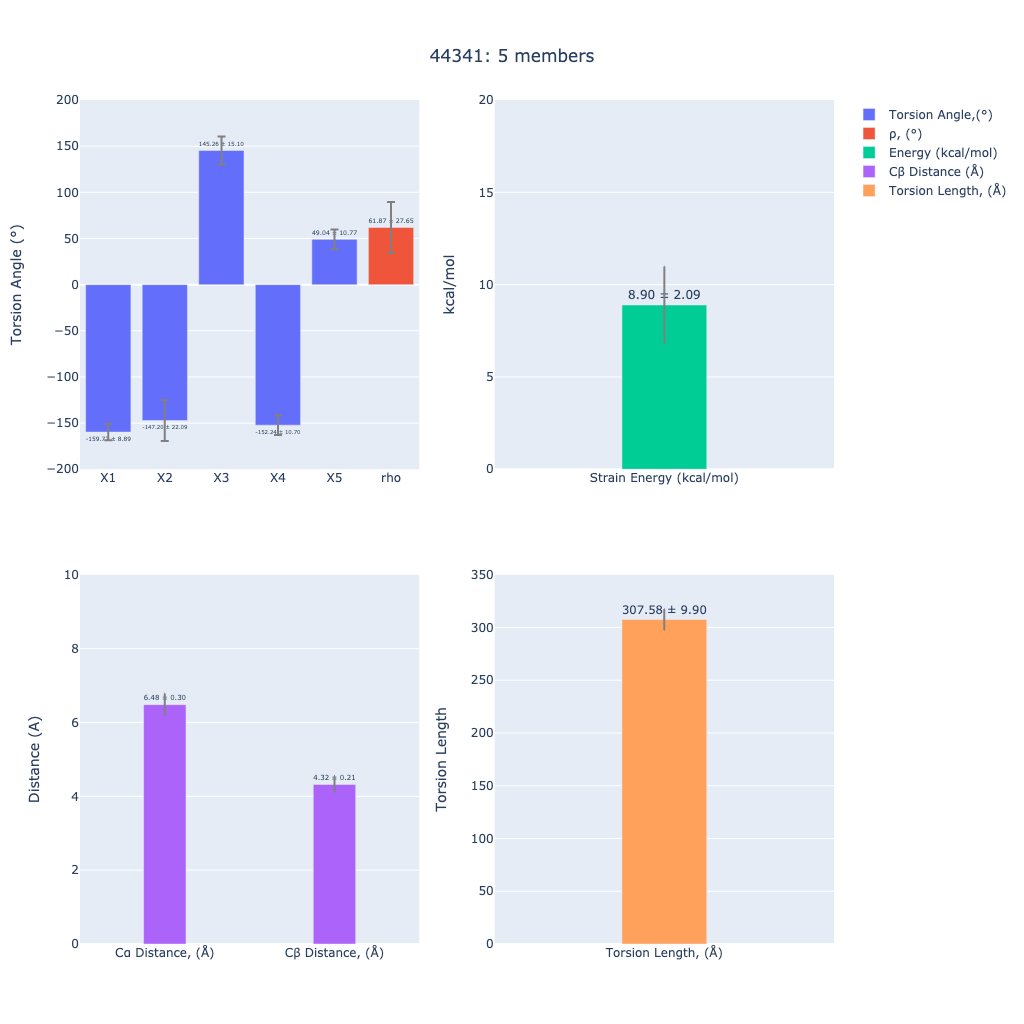 44341: 5 members
Torsion Angle (°)
200
150
100
50
0
−50
−100
−150
−200
145.26 ± 15.10
61.87 ± 27.65
49.04 ± 10.77
-147.20 ± 22.09
-152.24 ± 10.70
± 8.89
X1 X2 X3 X4 X5 rho
kcal/mol
20
15
10
5
0
8.90 ± 2.09
Strain Energy (kcal/mol)
Torsion Angle,(°)
ρ, (°)
Energy (kcal/mol)
Cβ Distance (Å)
Torsion Length, (Å)
Distance (A)
10
8
6
4
2
0
6.48 ± 0.30
4.32 ± 0.21
Cα Distance, (Å) Cβ Distance, (Å)
Torsion Length
350
300
250
200
150
100
50
0
307.58 ± 9.90
Torsion Length, (Å)